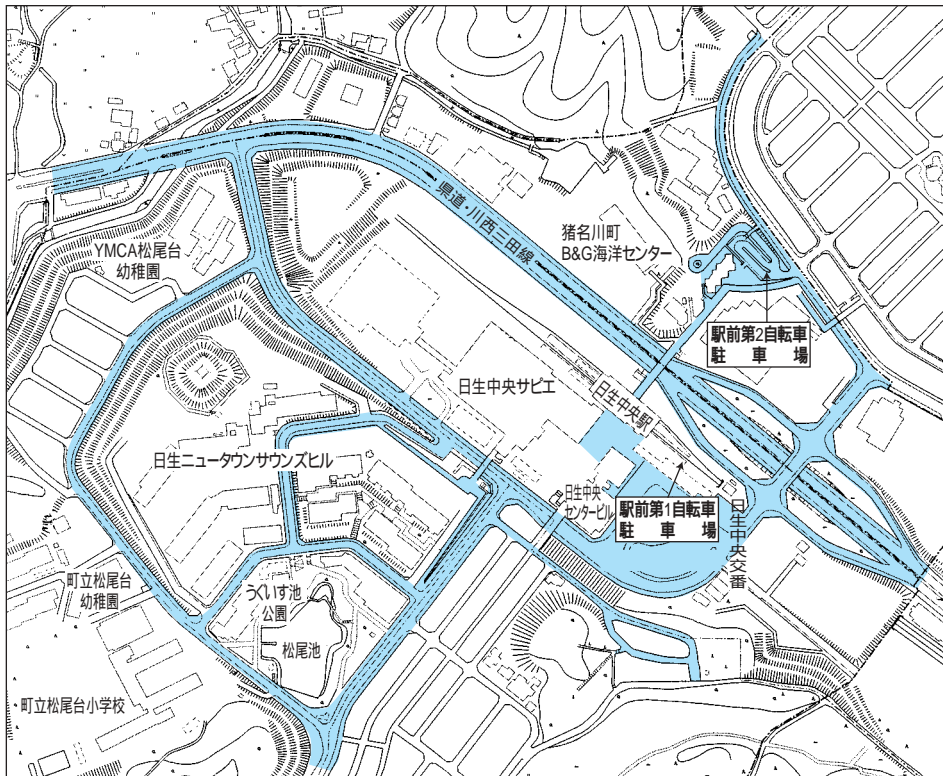 県道・川西三田線
猪名川町
B&G海洋センター
YMCA松尾台
幼稚園
駅前第2自転車
駐車場
日生中央サピエ
日生中央駅
日生ニュータウンサウンズヒル
日生中央
センタービル
駅前第1自転車
駐車場
日生中央交番
町立松尾台
幼稚園
うぐいす池
公園
松尾池
町立松尾台小学校